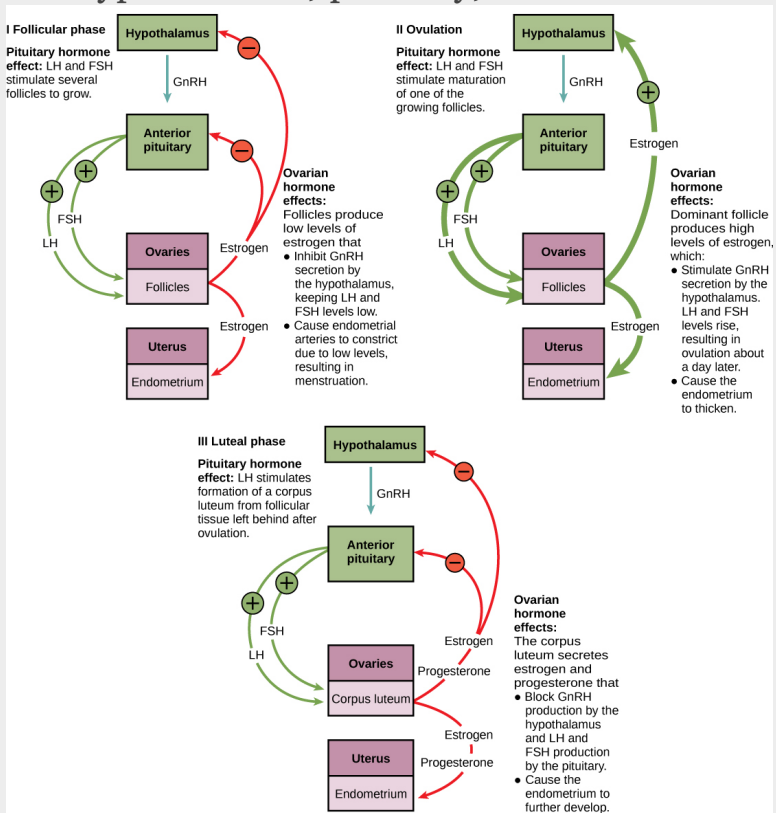 I Follicular phase
Pituitary hormone
effect: LH and FSH
stimulate several
follicles to grow.
Hypothalamus
GnRH
Anterior
pituitary
FSH
LH
Ovaries
Follicles
Estrogen
Estrogen
Uterus
Endometrium
Ovarian
hormone
effects:
Follicles produce
low levels of
estrogen that
● Inhibit GnRH
secretion by
the hypothalamus,
keeping LH and
FSH levels low.
● Cause endometrial
arteries to constrict
due to low levels,
resulting in
menstruation.
II Ovulation
Pituitary hormone
effect: LH and FSH
stimulate maturation
of one of the
growing follicles.
Hypothalamus
GnRH
Anterior
pituitary
Estrogen
FSH
LH
Ovaries
Follicles
Estrogen
Uterus
Endometrium
Ovarian
hormone
effects:
Dominant follicle
produces high
levels of estrogen,
which:
● Stimulate GnRH
secretion by the
hypothalamus.
LH and FSH
levels rise,
resulting in
ovulation about
a day later.
● Cause the
endometrium
to thicken.
III Luteal phase
Pituitary hormone
effect: LH stimulates
formation of a corpus
luteum from follicular
tissue left behind after
ovulation.
Hypothalamus
GnRH
Anterior
pituitary
FSH
LH
Estrogen
Progesterone
Ovaries
Corpus luteum
Estrogen
Progesterone
Uterus
Endometrium
Ovarian
hormone
effects:
The corpus
luteum secretes
estrogen and
progesterone that
● Block GnRH
production by the
hypothalamus
and LH and
FSH production
by the pituitary.
● Cause the
endometrium to
further develop.